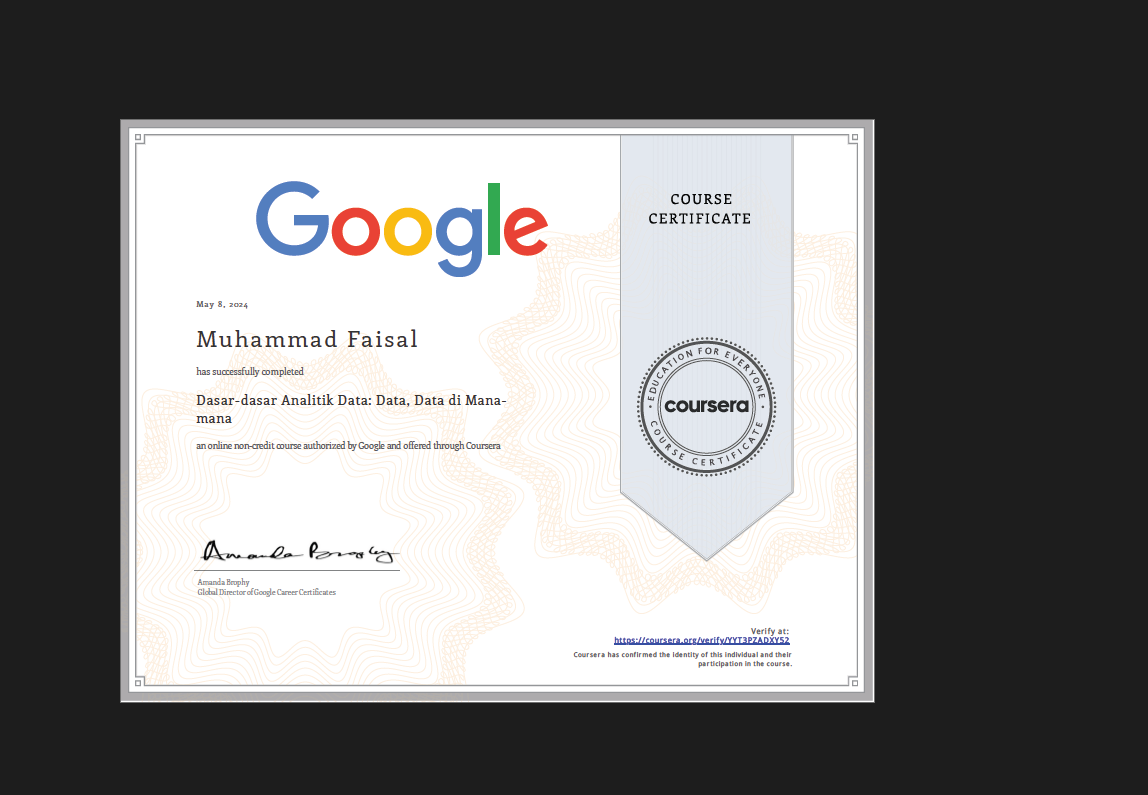 Google
May 8, 2024
Muhammad Faisal
has successfully completed
Dasar-dasar Analitik Data: Data, Data di Mana-
mana
an online non-credit course authorized by Google and offered through Coursera
Amanda Brophy
Amanda Brophy
Global Director of Google Career Certificates
COURSE
CERTIFICATE
EDUCATION FOR EVERYONE
coursera
COURSE CERTIFICATE
Verify at:
https://coursera.org/verify/YYT3PZADXY52
Coursera has confirmed the identity of this individual and their
participation in the course.